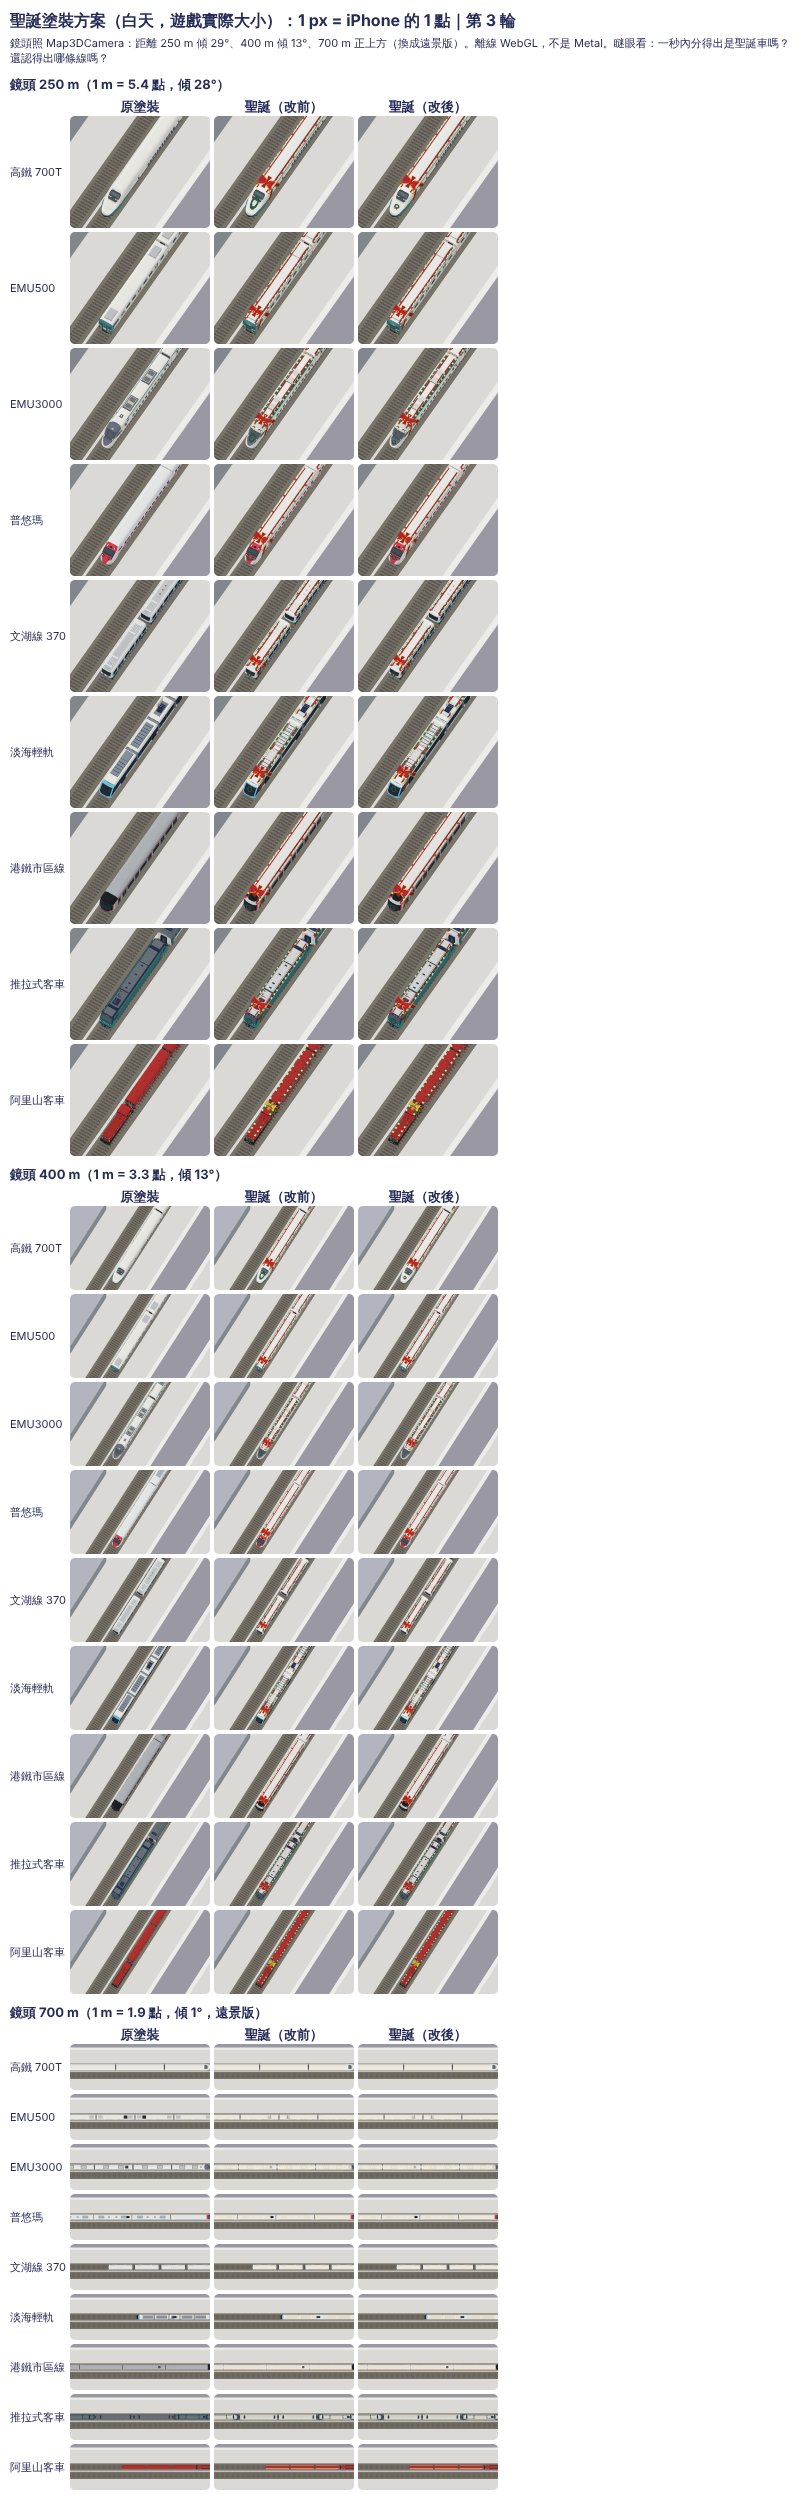 聖誕塗裝方案（白天，遊戲實際大小）：1 px = iPhone 的 1 點｜第 3 輪
鏡頭照 Map3DCamera：距離 250 m 傾 29°、400 m 傾 13°、700 m 正上方（換成遠景版）。離線 WebGL，不是 Metal。瞇眼看：一秒內分得出是聖誕車嗎？
還認得出哪條線嗎？
鏡頭 250 m（1 m = 5.4 點，傾 28°）
原塗裝 聖誕（改前） 聖誕（改後）
高鐵 700T
EMU500
EMU3000
普悠瑪
文湖線 370
淡海輕軌
港鐵市區線
推拉式客車
阿里山客車
鏡頭 400 m（1 m = 3.3 點，傾 13°）
原塗裝 聖誕（改前） 聖誕（改後）
高鐵 700T
EMU500
EMU3000
普悠瑪
文湖線 370
淡海輕軌
港鐵市區線
推拉式客車
阿里山客車
鏡頭 700 m（1 m = 1.9 點，傾 1°，遠景版）
原塗裝 聖誕（改前） 聖誕（改後）
高鐵 700T
EMU500
EMU3000
普悠瑪
文湖線 370
淡海輕軌
港鐵市區線
推拉式客車
阿里山客車